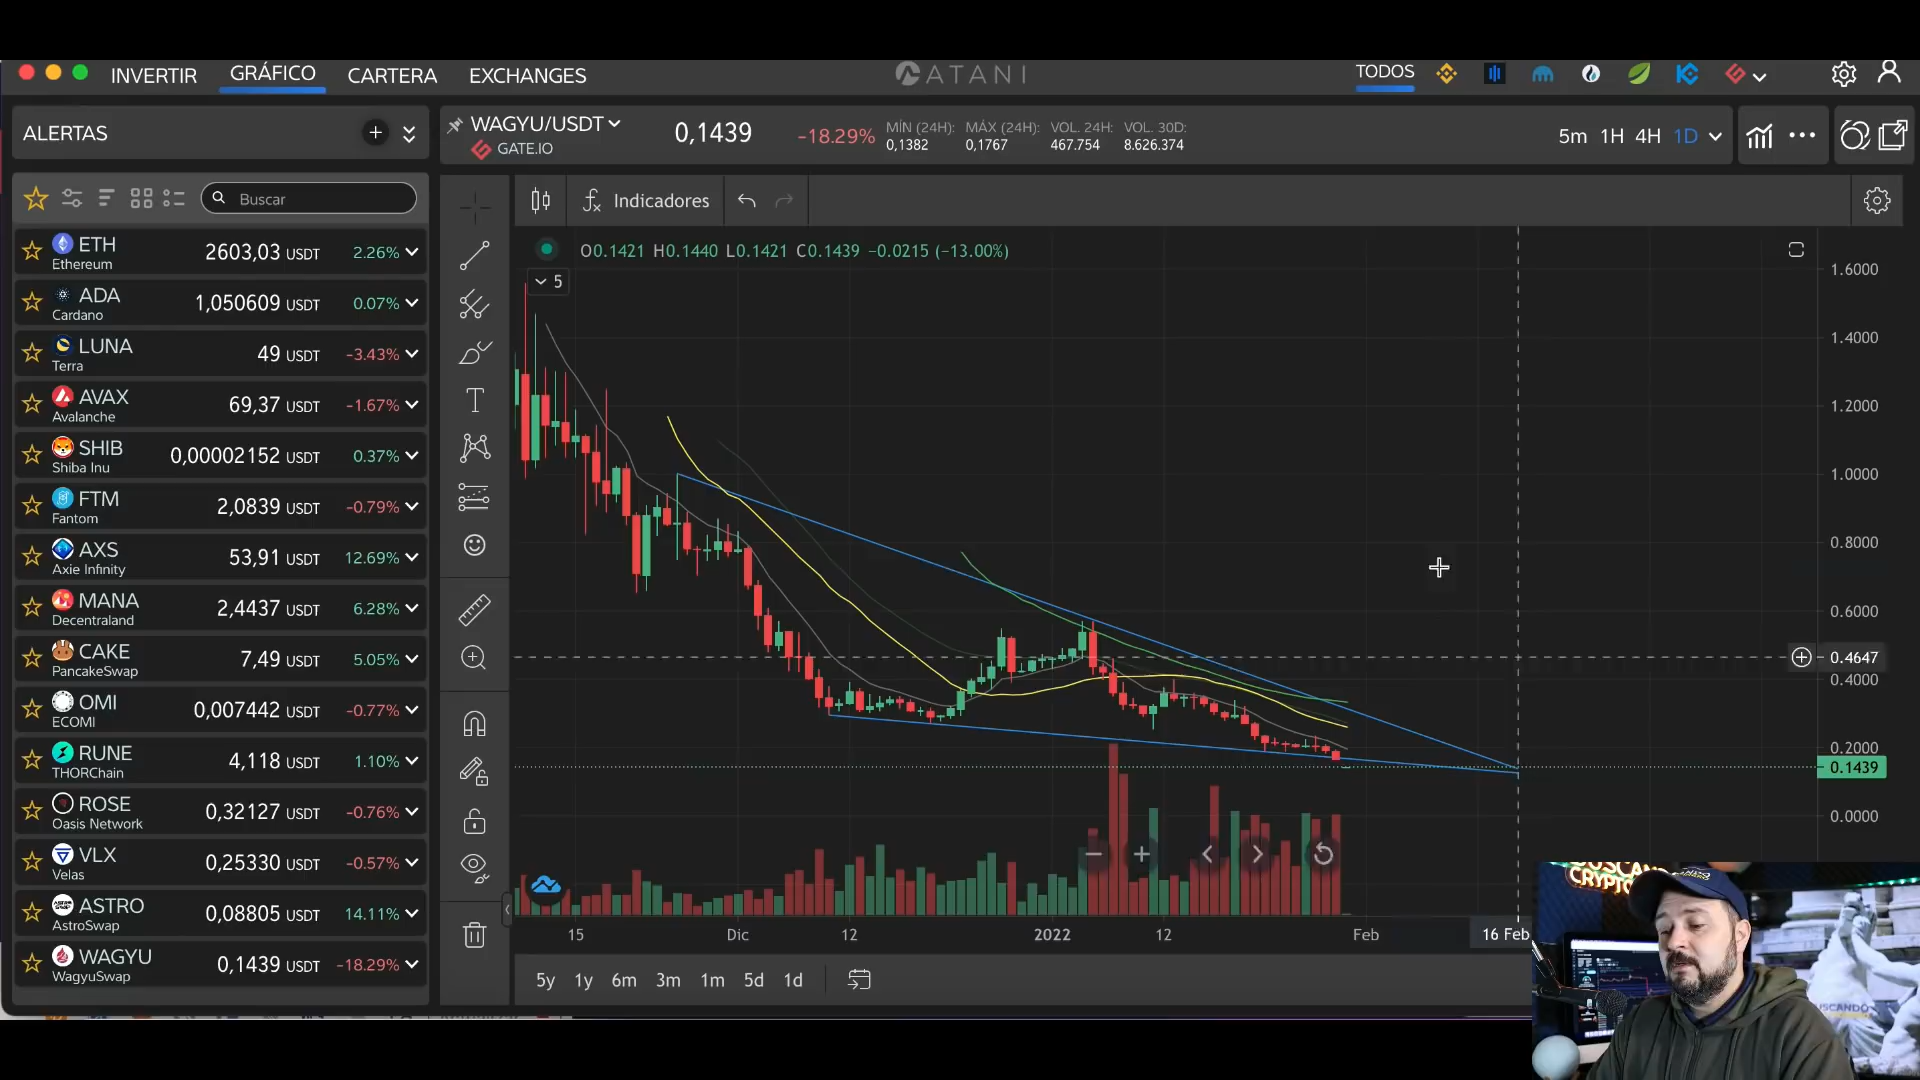 INVERTIR GRÁFICO CARTERA EXCHANGES ATANI TODOS
ALERTAS
WAGYU/USDT
GATE.IO
0,1439 -18.29%
MÍN (24H): MÁX (24H): VOL. 24H: VOL. 30D:
0,1382 0,1767 467.754 8.626.374
5m 1H 4H 1D
Buscar
Indicadores
O0.1421 H0.1440 L0.1421 C0.1439 −0.0215 (−13.00%)
5
ETH 2603,03 USDT 2.26%
Ethereum
ADA 1,050609 USDT 0.07%
Cardano
LUNA 49 USDT -3.43%
Terra
AVAX 69,37 USDT -1.67%
Avalanche
SHIB 0,00002152 USDT 0.37%
Shiba Inu
FTM 2,0839 USDT -0.79%
Fantom
AXS 53,91 USDT 12.69%
Axie Infinity
MANA 2,4437 USDT 6.28%
Decentraland
CAKE 7,49 USDT 5.05%
PancakeSwap
OMI 0,007442 USDT -0.77%
ECOMI
RUNE 4,118 USDT 1.10%
THORChain
ROSE 0,32127 USDT -0.76%
Oasis Network
VLX 0,25330 USDT -0.57%
Velas
ASTRO 0,08805 USDT 14.11%
AstroSwap
WAGYU 0,1439 USDT -18.29%
WagyuSwap
1.6000
1.4000
1.2000
1.0000
0.8000
0.6000
0.4647
0.4000
0.2000
0.1439
0.0000
15 Dic 12 2022 12 Feb 16 Feb
5y 1y 6m 3m 1m 5d 1d
BUSCANDO
CRYPTO